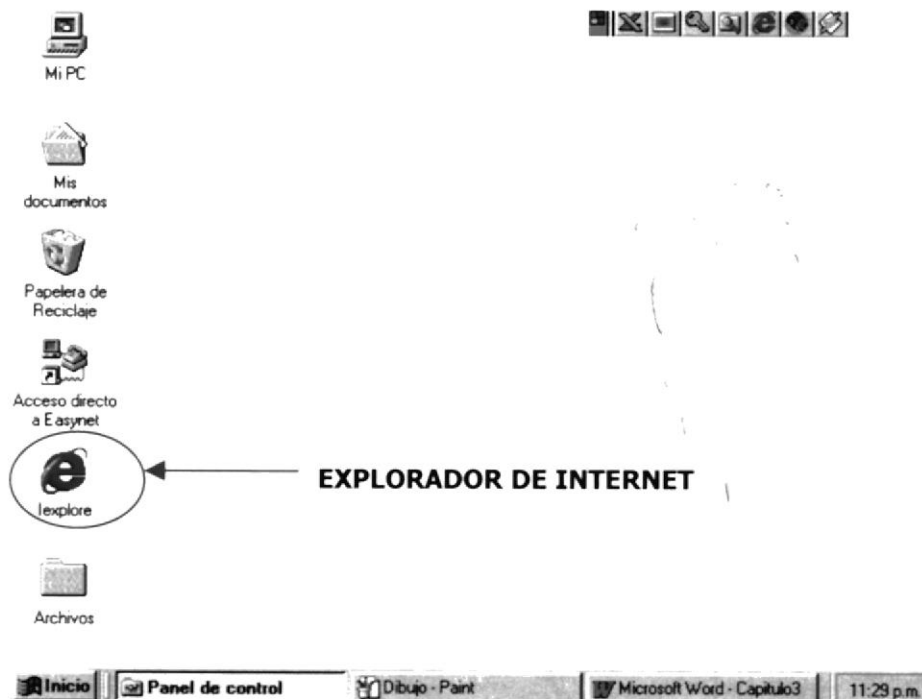 Mi PC
Mis
documentos
Papelera de
Reciclaje
Acceso directo
a Easynet
EXPLORADOR DE INTERNET
Iexplore
Archivos
Inicio
Panel de control
Dibujo - Paint
Microsoft Word - Capitulo3
11:29 p.m.